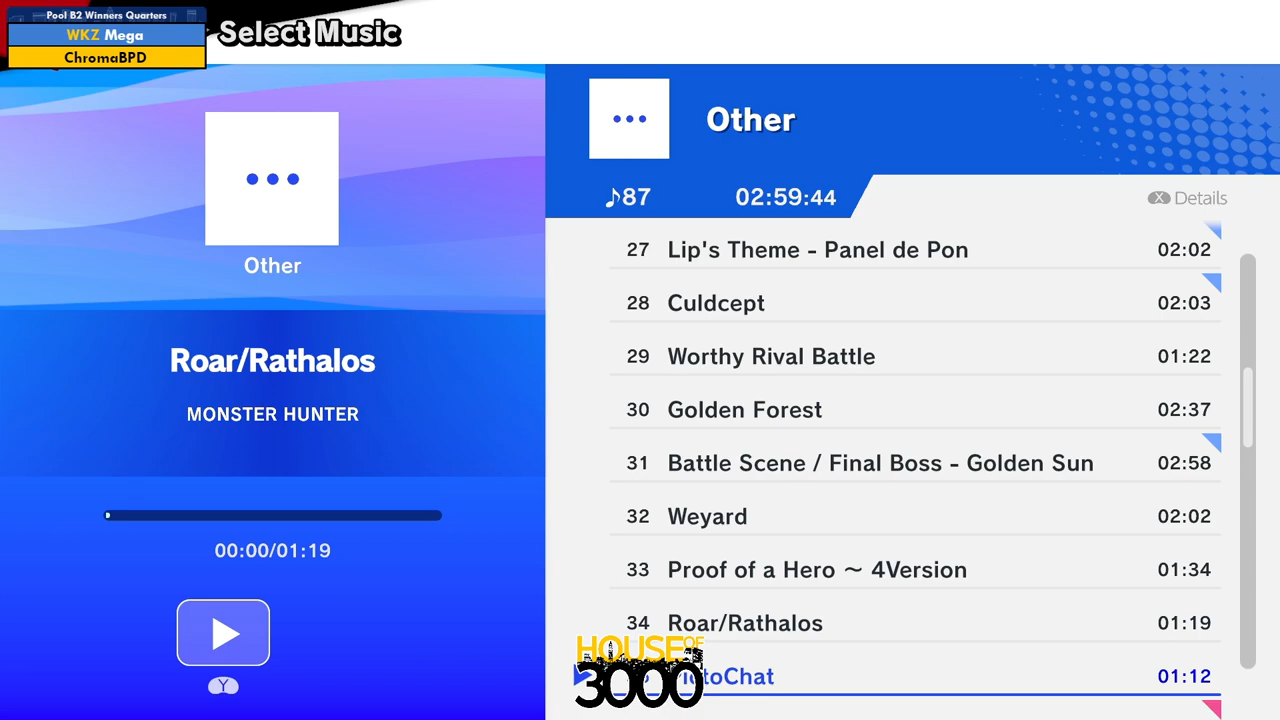 Pool B2 Winners Quarters
WKZ Mega
ChromaBPD
Select Music
Other
Roar/Rathalos
MONSTER HUNTER
00:00/01:19
Y
Other
♪87 02:59:44
X Details
27 Lip's Theme - Panel de Pon 02:02
28 Culdcept 02:03
29 Worthy Rival Battle 01:22
30 Golden Forest 02:37
31 Battle Scene / Final Boss - Golden Sun 02:58
32 Weyard 02:02
33 Proof of a Hero ~ 4Version 01:34
34 Roar/Rathalos 01:19
PictoChat 01:12
HOUSE OF
3000